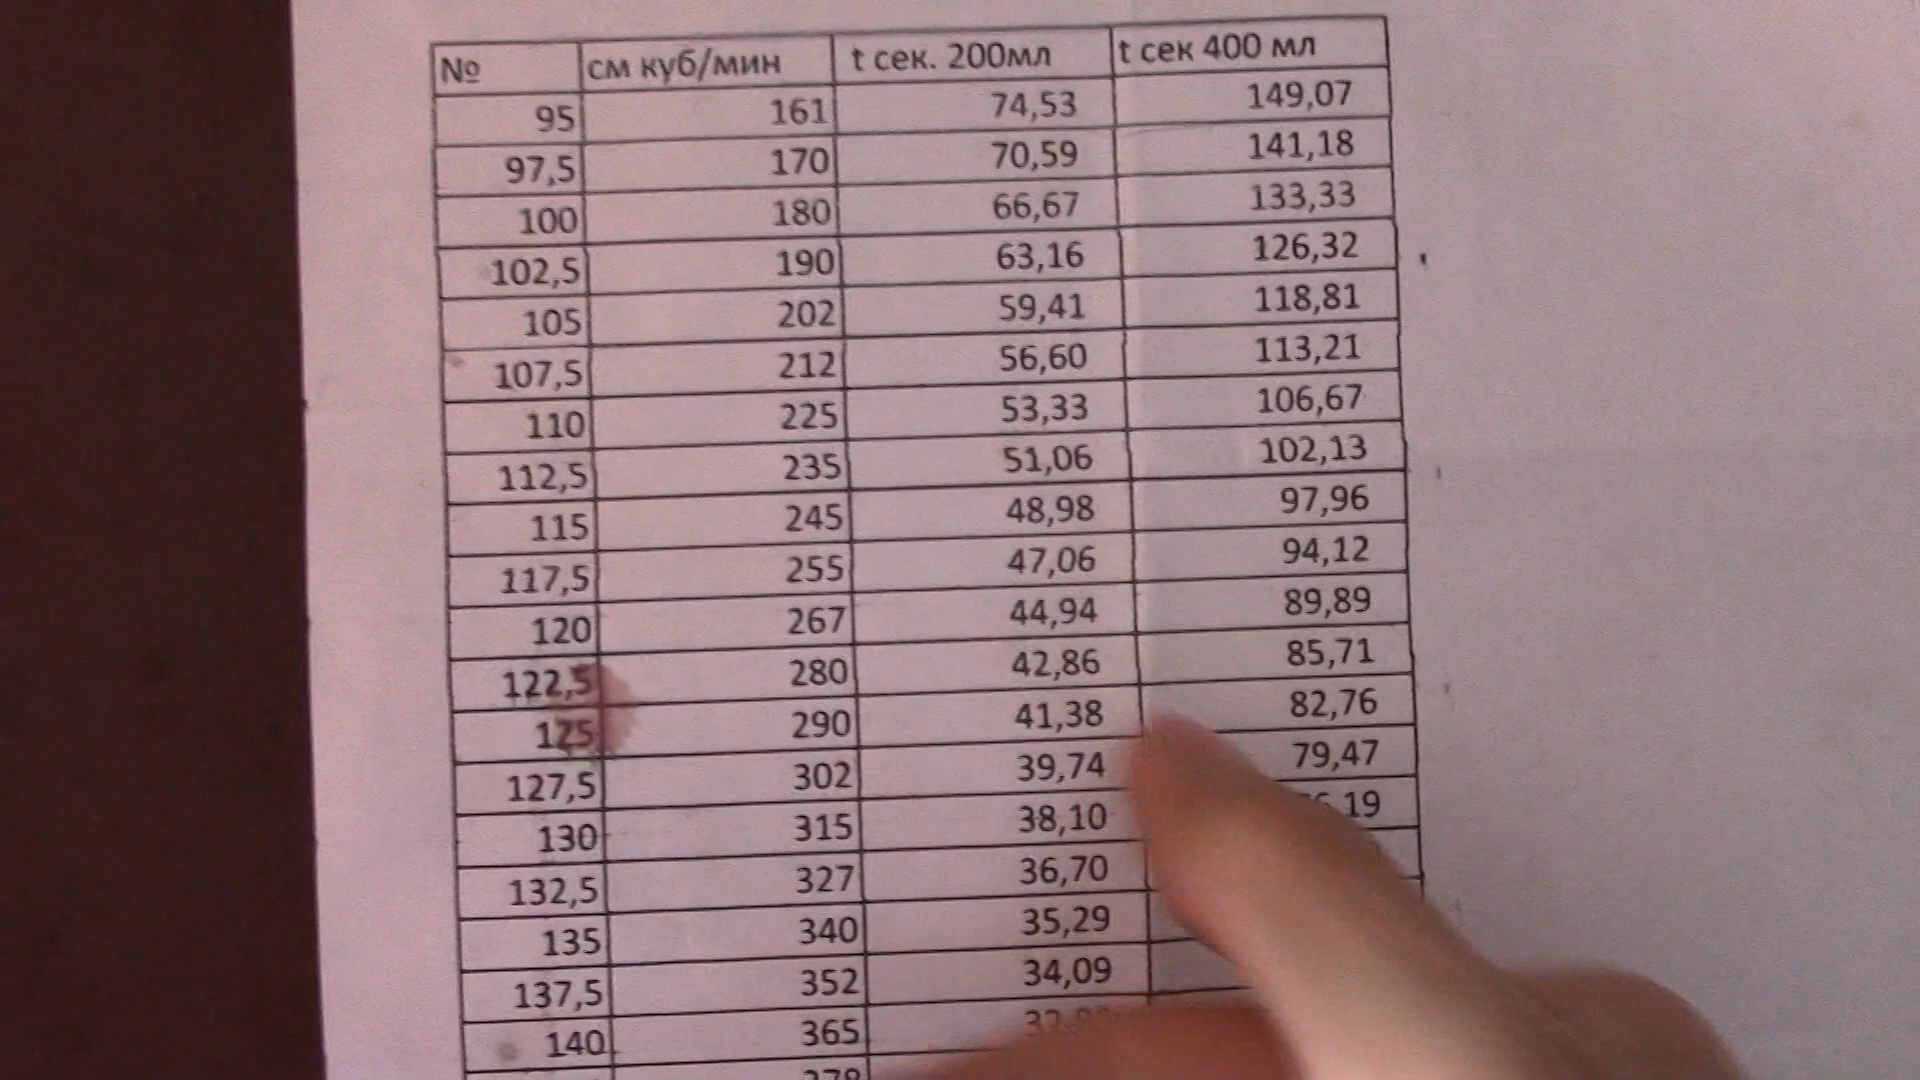 № см куб/мин t сек. 200мл t сек 400 мл
95 161 74,53 149,07
97,5 170 70,59 141,18
100 180 66,67 133,33
102,5 190 63,16 126,32
105 202 59,41 118,81
107,5 212 56,60 113,21
110 225 53,33 106,67
112,5 235 51,06 102,13
115 245 48,98 97,96
117,5 255 47,06 94,12
120 267 44,94 89,89
122,5 280 42,86 85,71
125 290 41,38 82,76
127,5 302 39,74 79,47
130 315 38,10
132,5 327 36,70
135 340 35,29
137,5 352 34,09
140 365